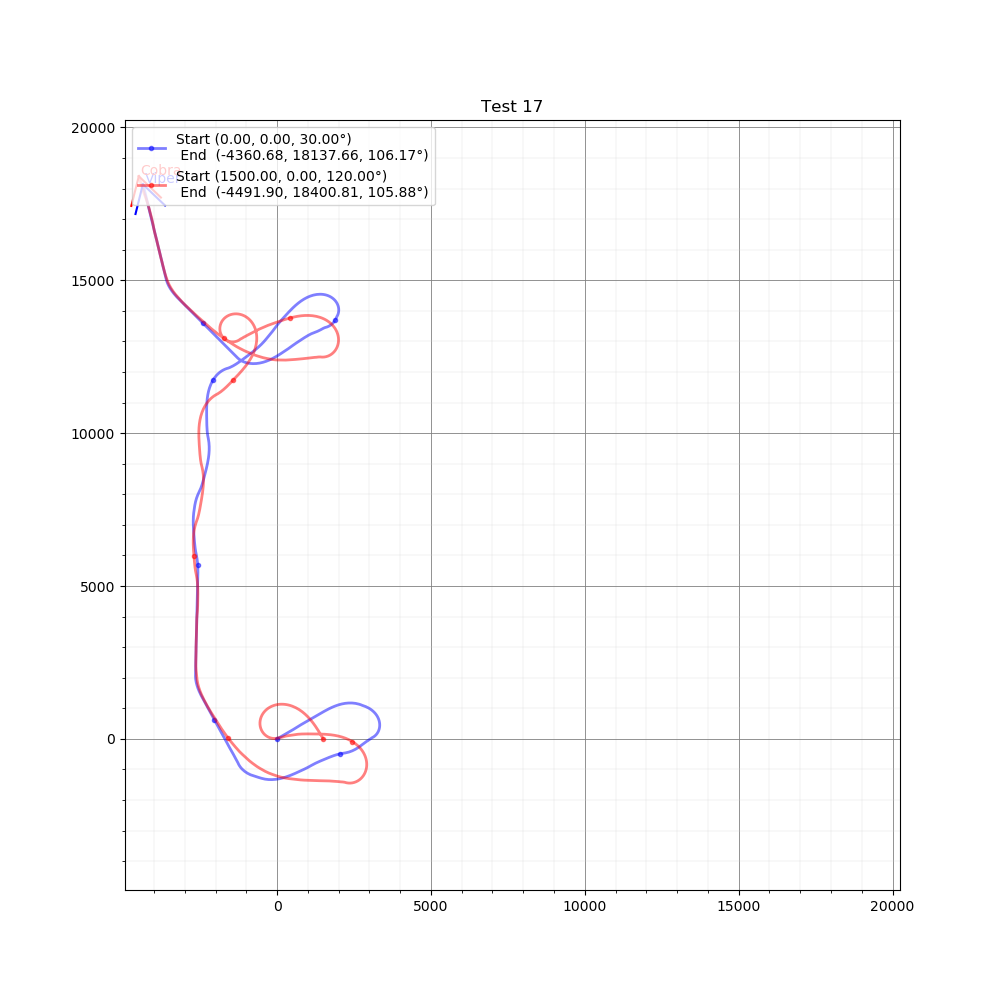 Test 17
20000
15000
10000
5000
0
Start (0.00, 0.00, 30.00°)
End  (-4360.68, 18137.66, 106.17°)
Start (1500.00, 0.00, 120.00°)
End  (-4491.90, 18400.81, 105.88°)
Cobra
Viper
0
5000
10000
15000
20000